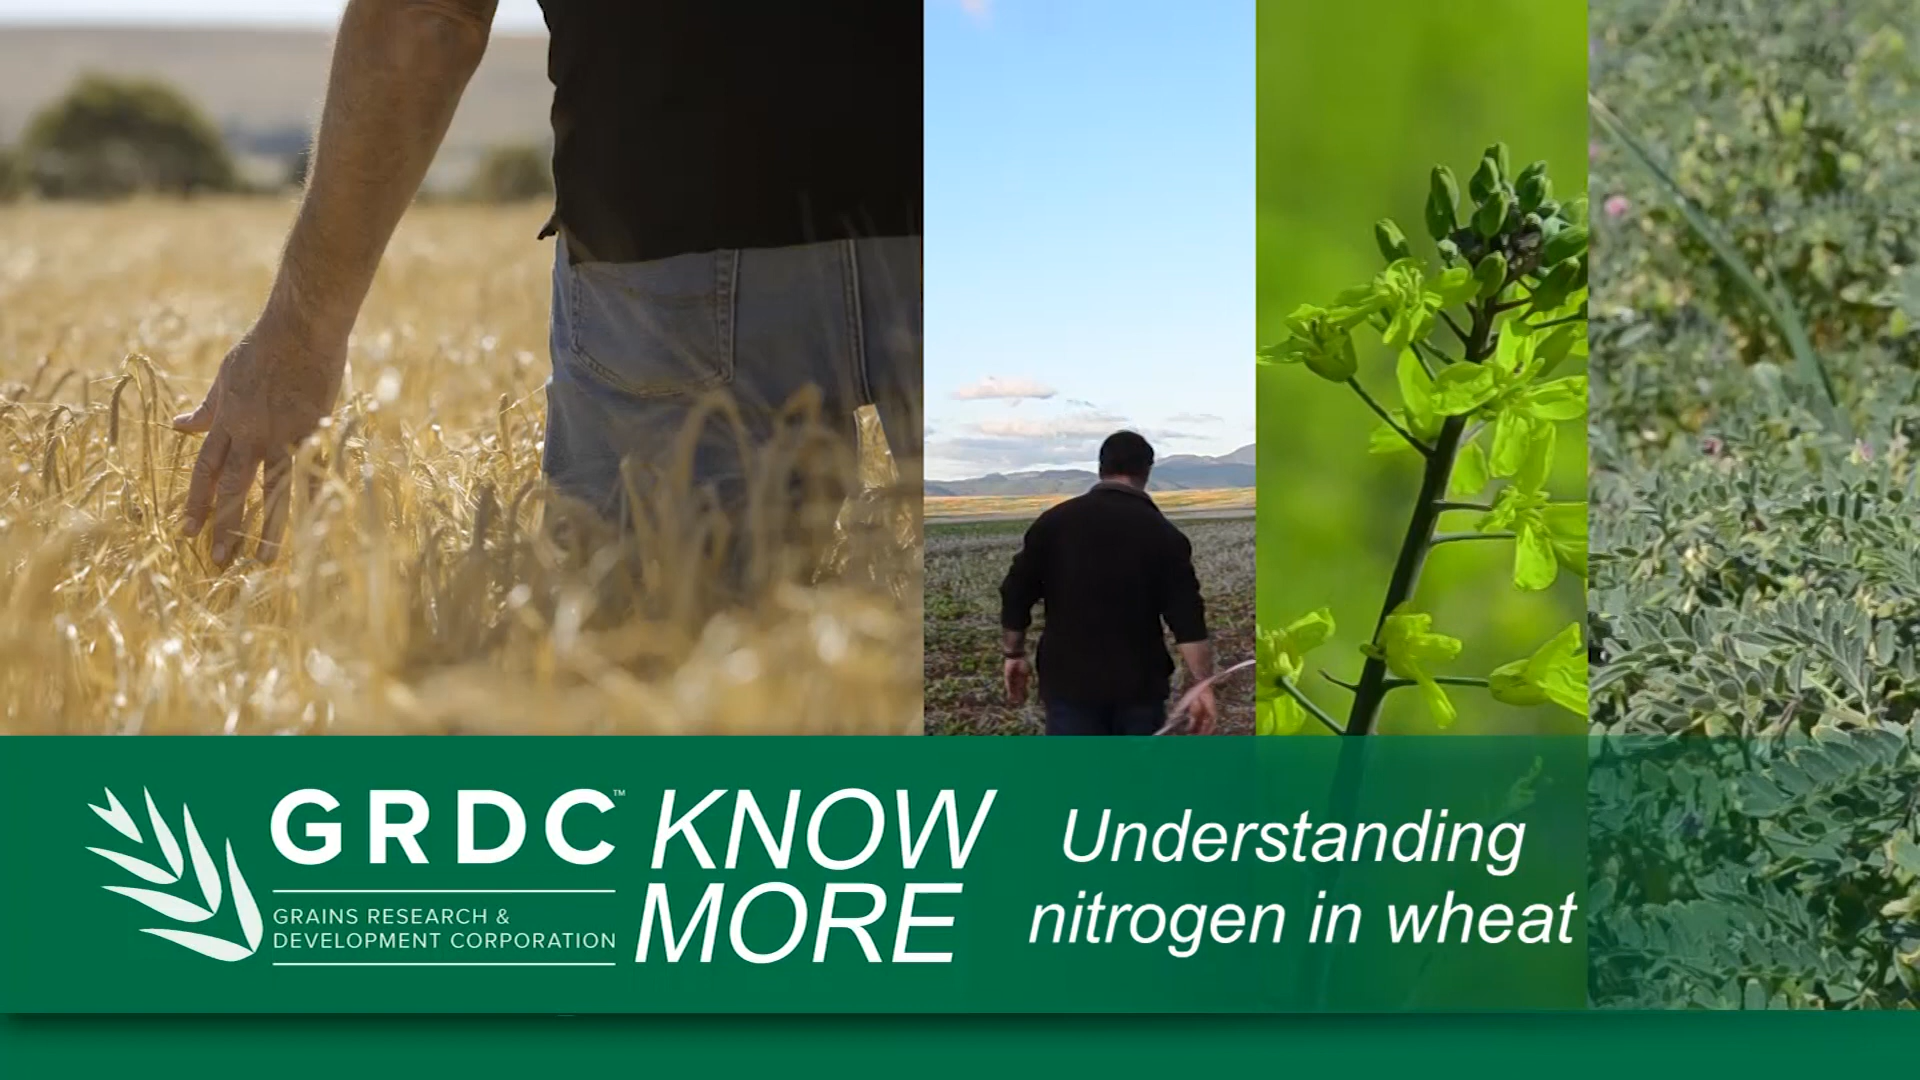 GRDC™
GRAINS RESEARCH &
DEVELOPMENT CORPORATION
KNOW
MORE
Understanding
nitrogen in wheat